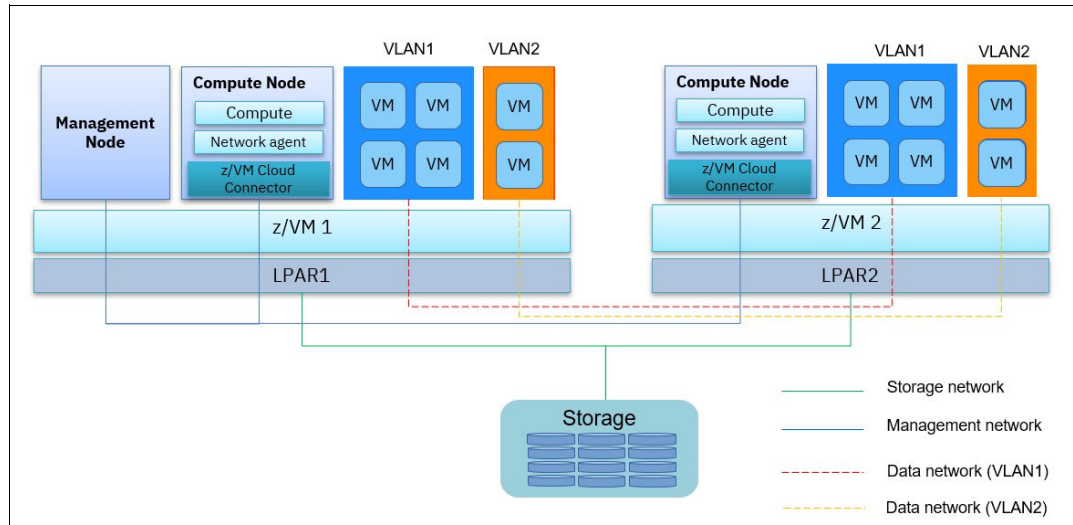 VLAN1
VLAN2
VLAN1
VLAN2
Management
Node
Compute Node
Compute
Network agent
z/VM Cloud
Connector
VM
VM
VM
VM
VM
VM
Compute Node
Compute
Network agent
z/VM Cloud
Connector
VM
VM
VM
VM
VM
VM
z/VM 1
z/VM 2
LPAR1
LPAR2
Storage
Storage network
Management network
Data network (VLAN1)
Data network (VLAN2)